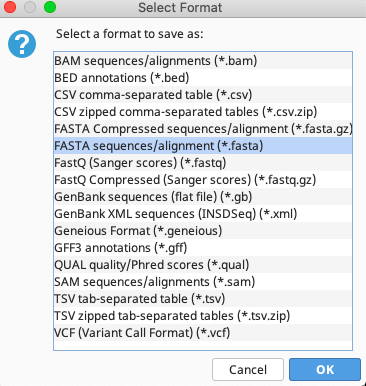 Select Format
Select a format to save as:
BAM sequences/alignments (*.bam)
BED annotations (*.bed)
CSV comma-separated table (*.csv)
CSV zipped comma-separated tables (*.csv.zip)
FASTA Compressed sequences/alignment (*.fasta.gz)
FASTA sequences/alignment (*.fasta)
FastQ (Sanger scores) (*.fastq)
FastQ Compressed (Sanger scores) (*.fastq.gz)
GenBank sequences (flat file) (*.gb)
GenBank XML sequences (INSDSeq) (*.xml)
Geneious Format (*.geneious)
GFF3 annotations (*.gff)
QUAL quality/Phred scores (*.qual)
SAM sequences/alignments (*.sam)
TSV tab-separated table (*.tsv)
TSV zipped tab-separated tables (*.tsv.zip)
VCF (Variant Call Format) (*.vcf)
Cancel OK